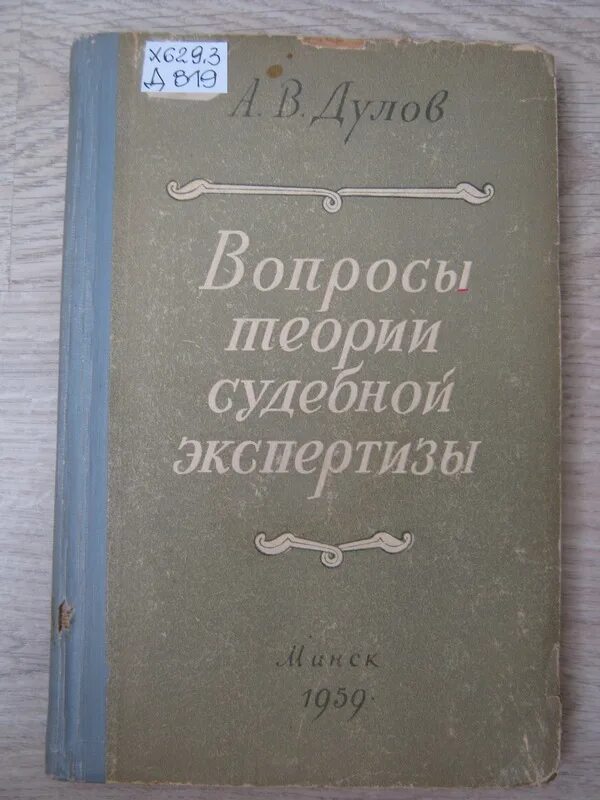 Х629.3
Д 819
А. В. Дулов
Вопросы
теории
судебной
экспертизы
Минск
1959